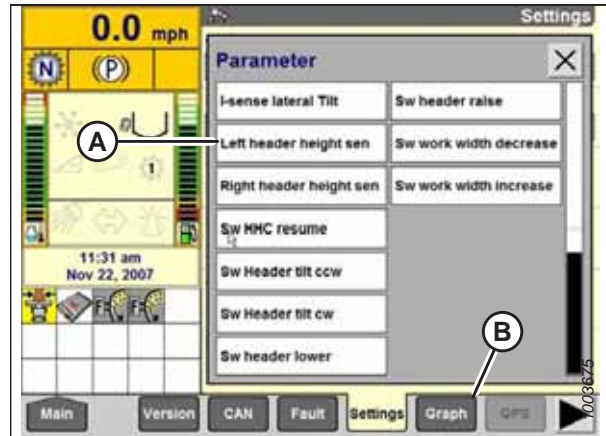 0.0 mph
Settings
N
(P)
Parameter
I-sense lateral Tilt
Sw header raise
A
Left header height sen
Sw work width decrease
1
Right header height sen
Sw work width increase
Sw HHC resume
11:31 am
Nov 22, 2007
Sw Header tilt ccw
Sw Header tilt cw
B
Sw header lower
Main
Version
CAN
Fault
Settings
Graph
GPS
1003675